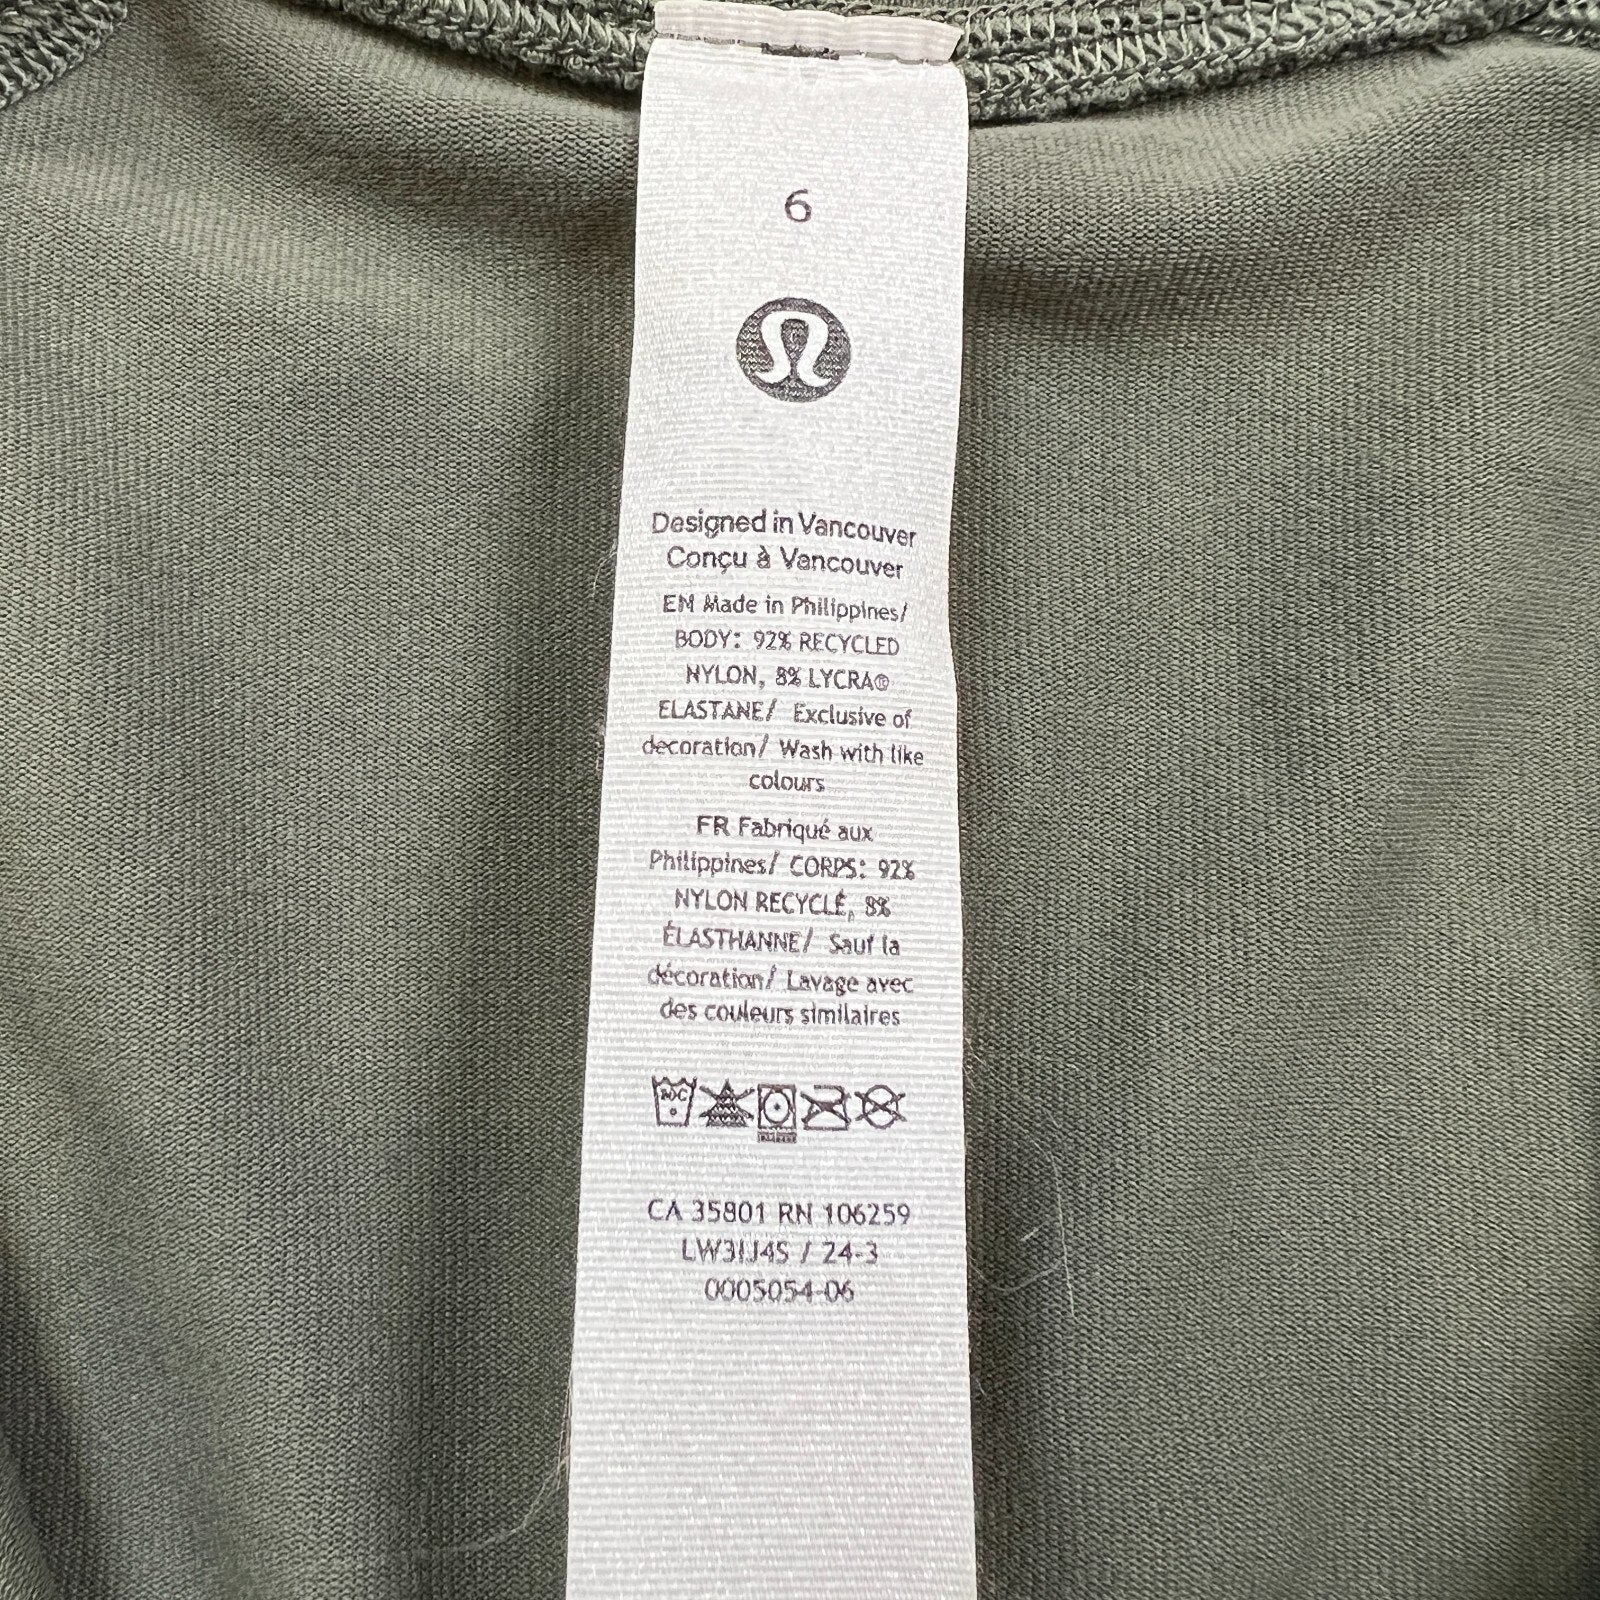 6
Designed in Vancouver
Conçu à Vancouver
EN Made in Philippines/
BODY: 92% RECYCLED
NYLON, 8% LYCRA®
ELASTANE/ Exclusive of
decoration/ Wash with like
colours
FR Fabriqué aux
Philippines/ CORPS: 92%
NYLON RECYCLÉ, 8%
ÉLASTHANNE/ Sauf la
décoration/ Lavage avec
des couleurs similaires
CA 35801 RN 106259
LW3IJ4S / 24-3
0005054-06